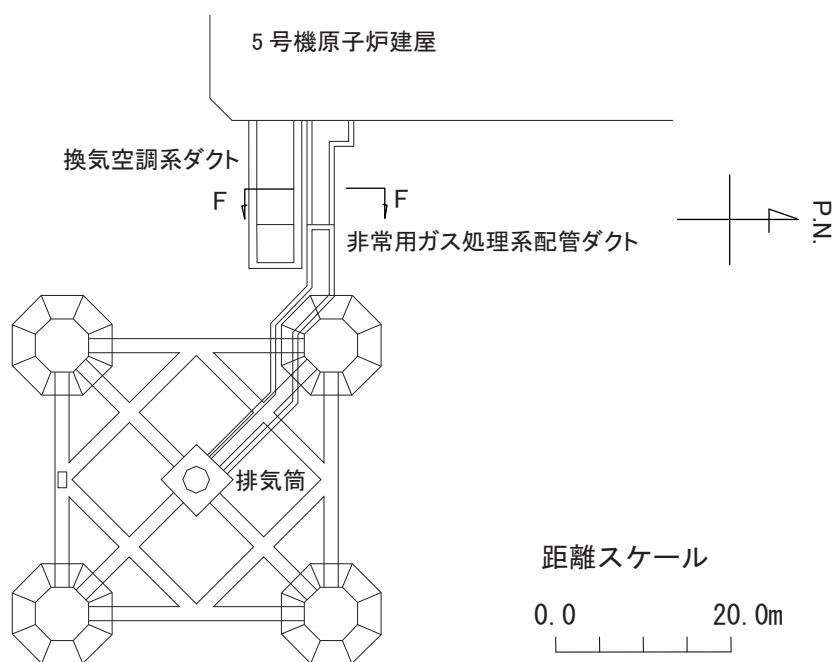 5号機原子炉建屋
換気空調系ダクト
F
F
非常用ガス処理系配管ダクト
P.N.
排気筒
距離スケール
0.0
20.0m